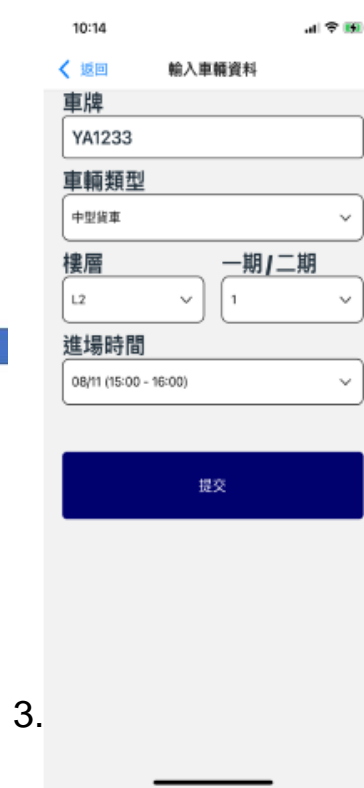 10:14
返回 輸入車輛資料
車牌
YA1233
車輛類型
中型貨車
樓層 一期/二期
L2 1
進場時間
08/11 (15:00 - 16:00)
提交
3.